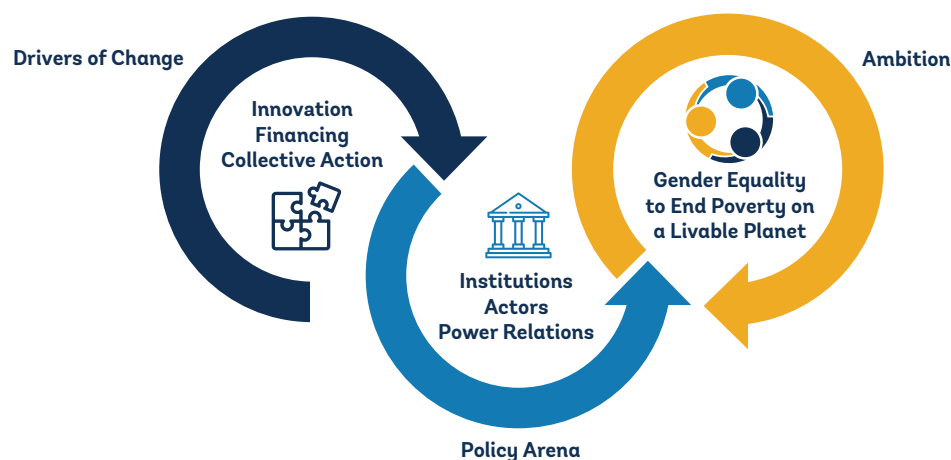 Drivers of Change
Innovation
Financing
Collective Action
Institutions
Actors
Power Relations
Policy Arena
Ambition
Gender Equality
to End Poverty on
a Livable Planet